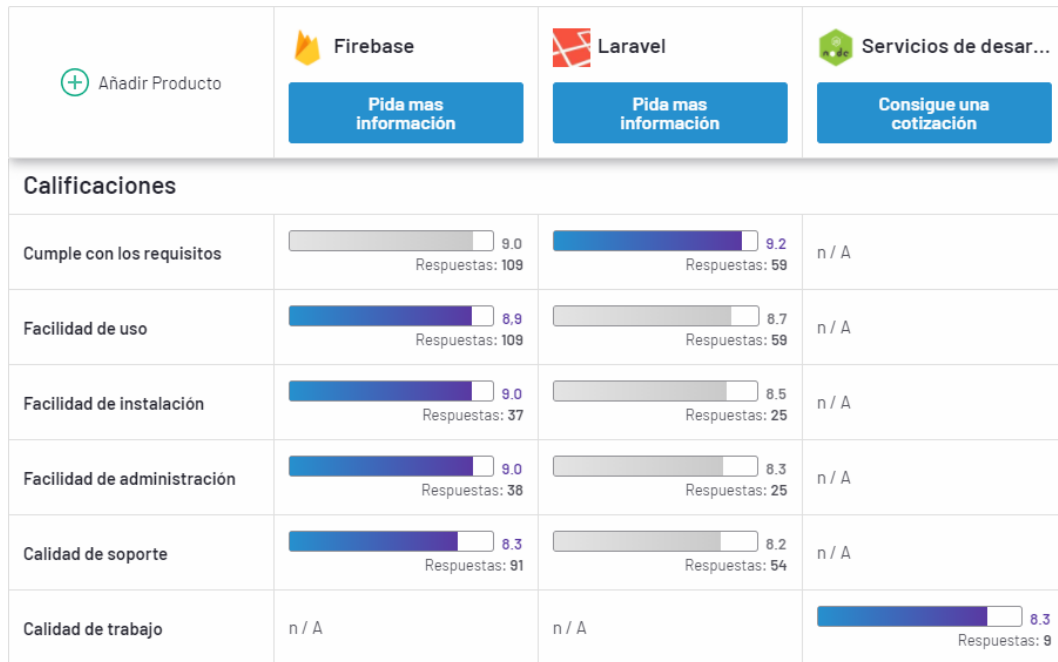 Firebase
Laravel
Servicios de desar...
Añadir Producto
Pida mas
información
Pida mas
información
Consigue una
cotización
Calificaciones
Cumple con los requisitos
9.0
Respuestas: 109
9.2
Respuestas: 59
n / A
Facilidad de uso
8,9
Respuestas: 109
8.7
Respuestas: 59
n / A
Facilidad de instalación
9.0
Respuestas: 37
8.5
Respuestas: 25
n / A
Facilidad de administración
9.0
Respuestas: 38
8.3
Respuestas: 25
n / A
Calidad de soporte
8.3
Respuestas: 91
8.2
Respuestas: 54
n / A
Calidad de trabajo
n / A
n / A
8.3
Respuestas: 9